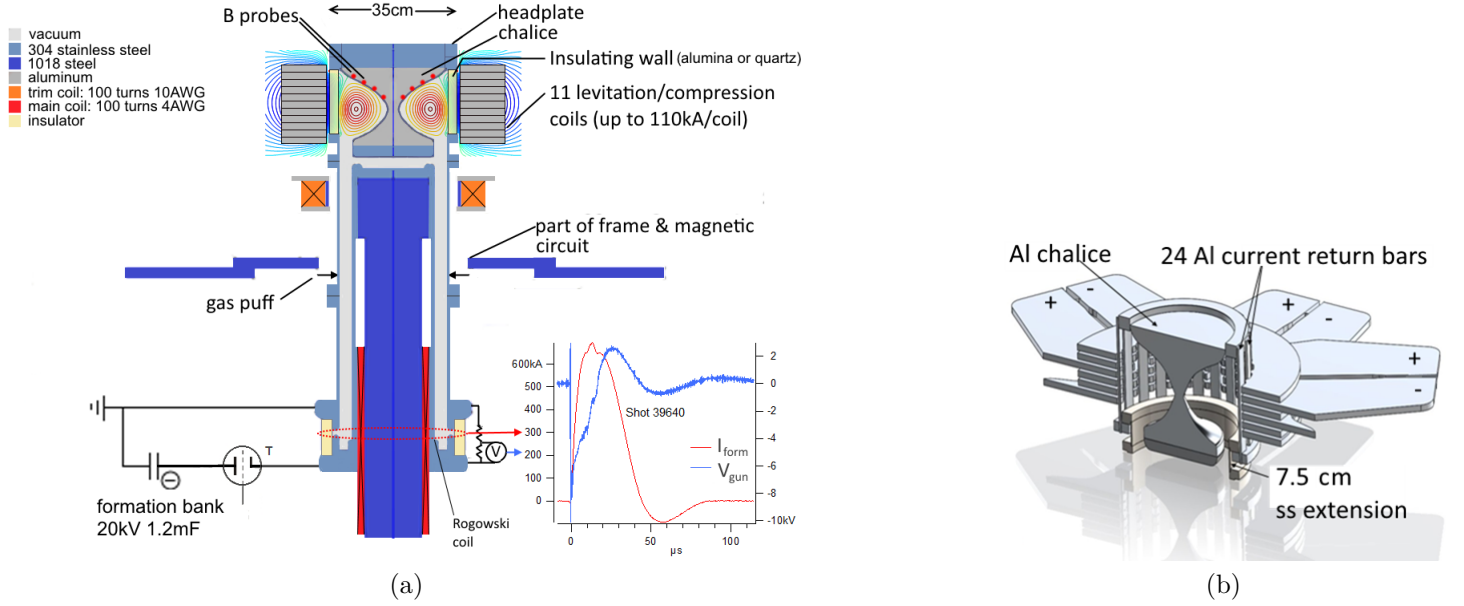 35cm
B probes
headplate
chalice
vacuum
304 stainless steel
1018 steel
aluminum
trim coil: 100 turns 10AWG
main coil: 100 turns 4AWG
insulator
Insulating wall (alumina or quartz)
11 levitation/compression
coils (up to 110kA/coil)
part of frame & magnetic
circuit
gas puff
T
V
formation bank
20kV 1.2mF
Rogowski
coil
600kA
500
400
300
200
100
0
2
0
-2
-4
-6
-8
-10kV
Shot 39640
I_form
V_gun
0
50
100
µs
(a)
Al chalice
24 Al current return bars
+
-
+
-
+
-
7.5 cm
ss extension
(b)